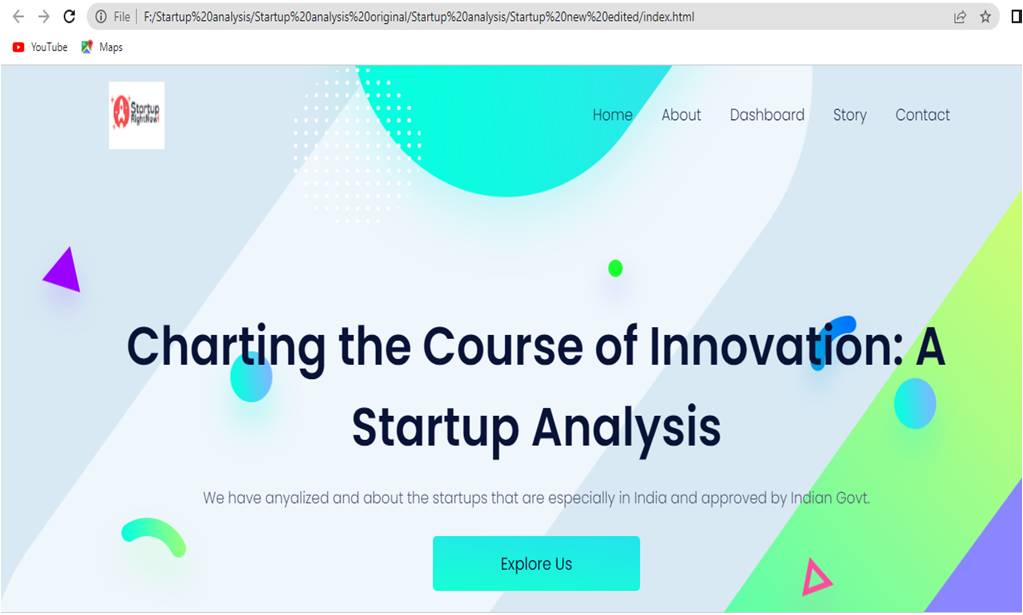 File F:/Startup%20analysis/Startup%20analysis%20original/Startup%20analysis/Startup%20new%20edited/index.html
YouTube Maps
Startup
RightNow!
Home About Dashboard Story Contact
Charting the Course of Innovation: A
Startup Analysis
We have anyalized and about the startups that are especially in India and approved by Indian Govt.
Explore Us